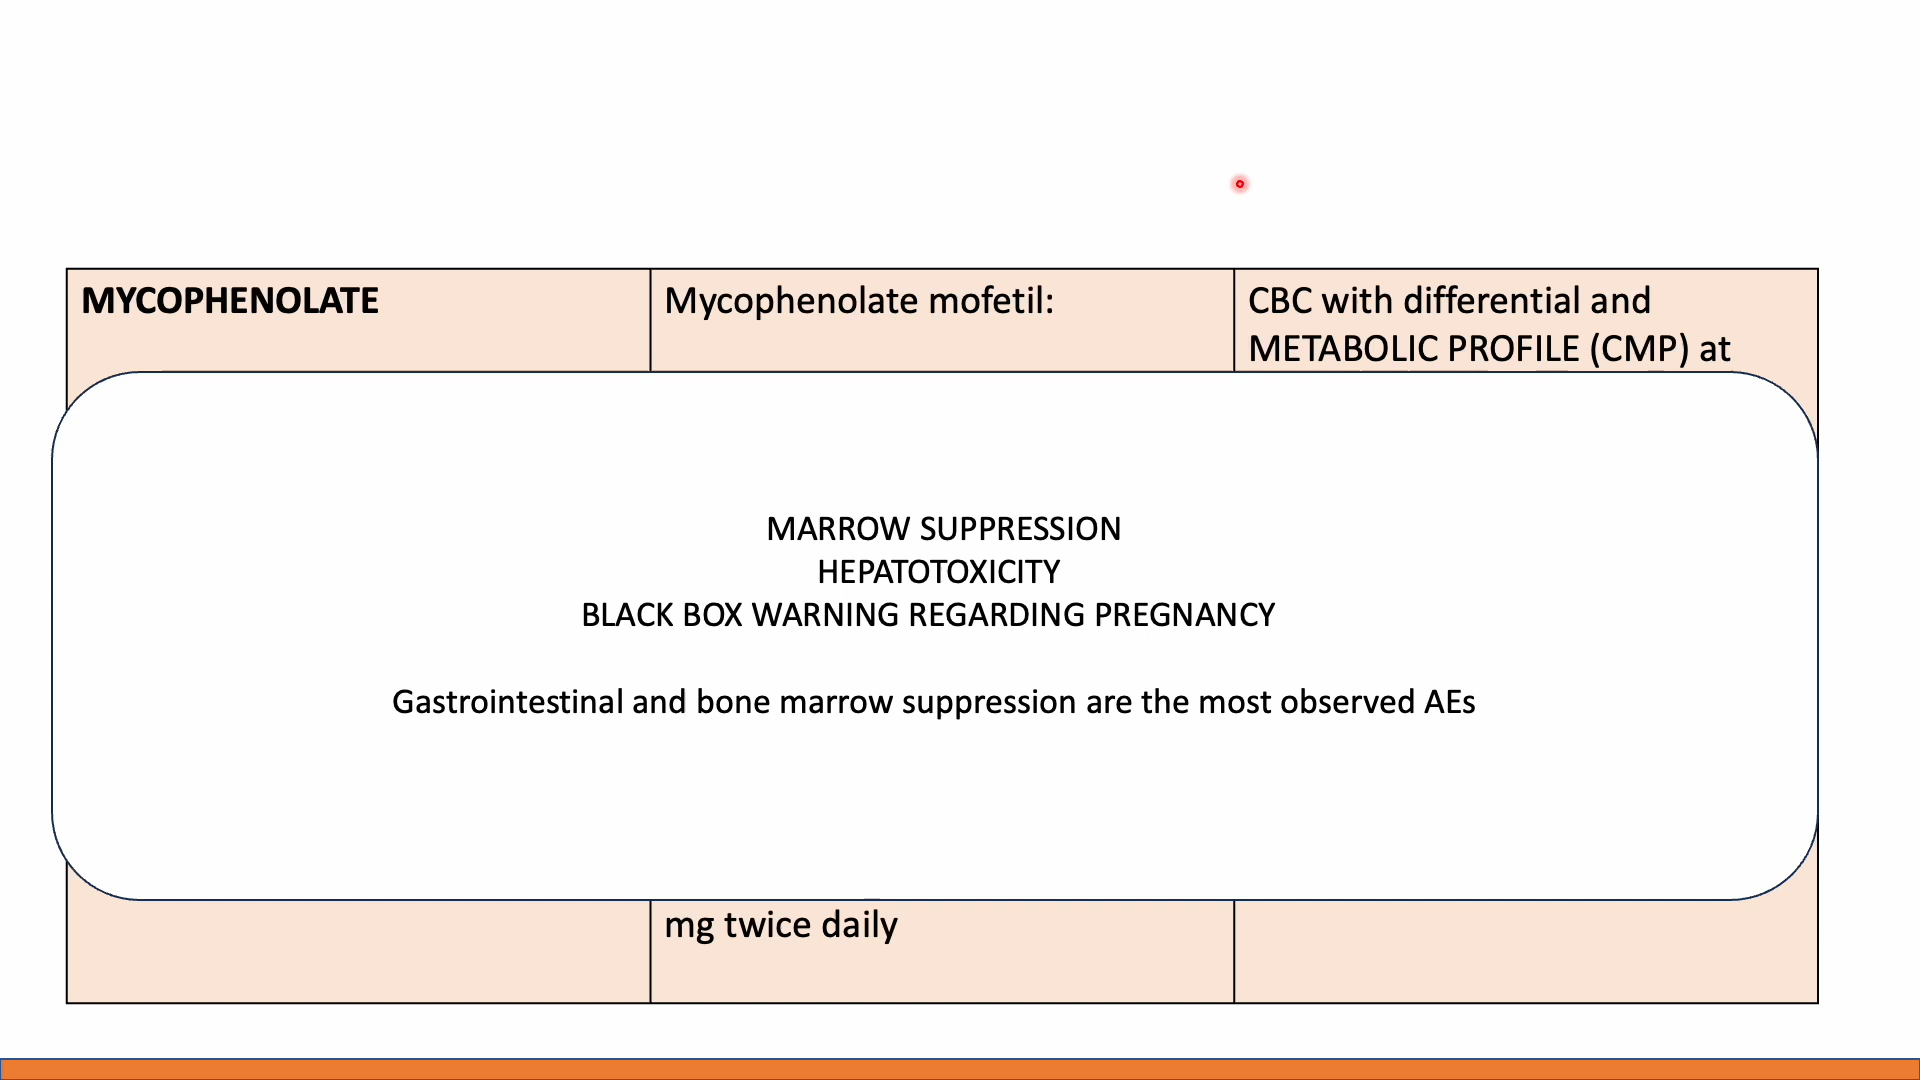 MYCOPHENOLATE
Mycophenolate mofetil:
CBC with differential and
METABOLIC PROFILE (CMP) at
MARROW SUPPRESSION
HEPATOTOXICITY
BLACK BOX WARNING REGARDING PREGNANCY
Gastrointestinal and bone marrow suppression are the most observed AEs
mg twice daily